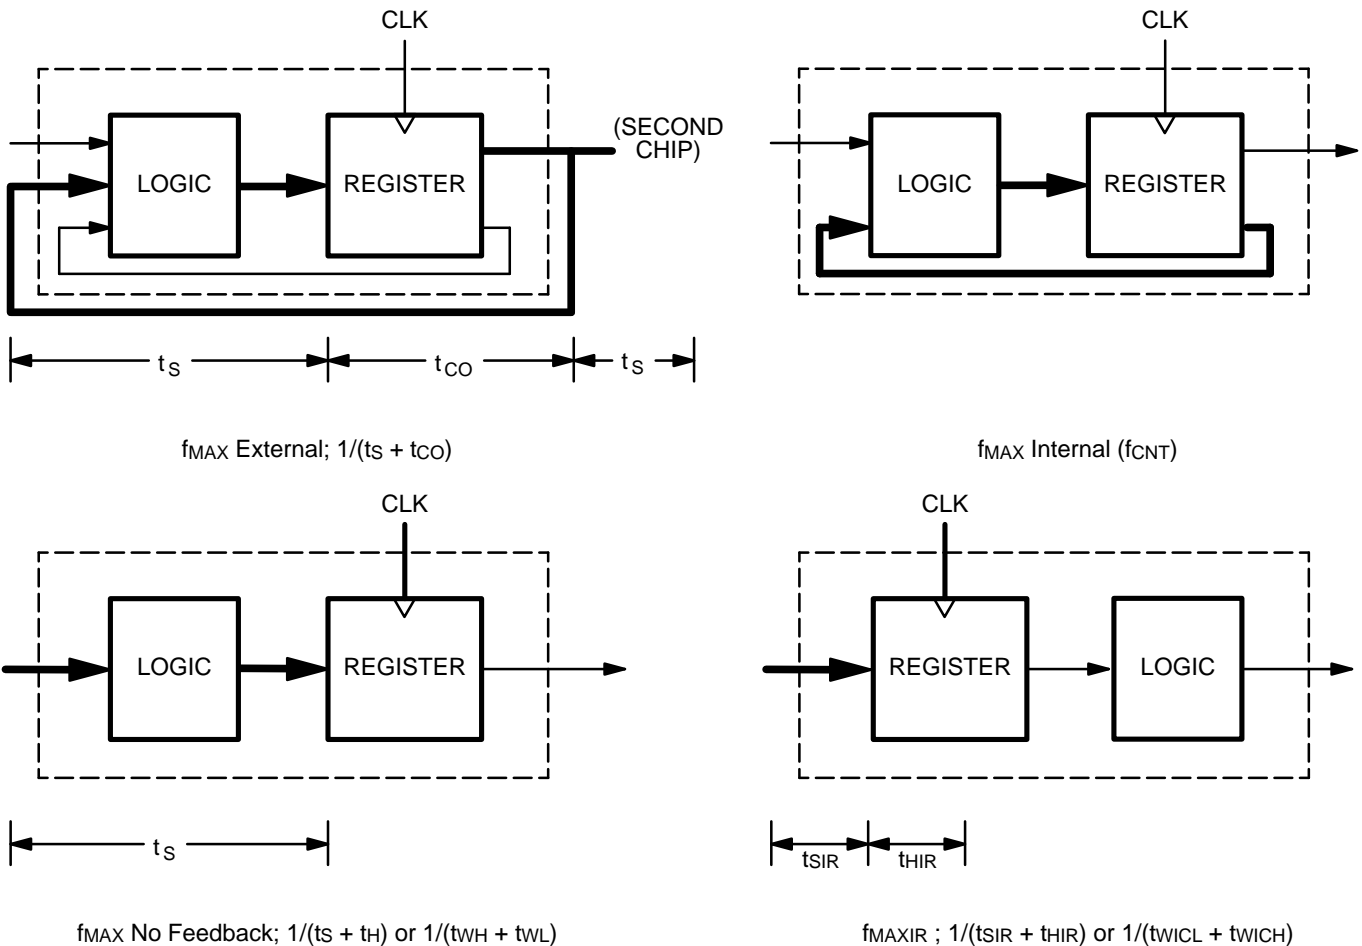 CLK
(SECOND
CHIP)
LOGIC
REGISTER
tS
tCO
tS
fMAX External; 1/(tS + tCO)
CLK
LOGIC
REGISTER
fMAX Internal (fCNT)
CLK
LOGIC
REGISTER
tS
fMAX No Feedback; 1/(tS + tH) or 1/(tWH + tWL)
CLK
REGISTER
LOGIC
tSIR
tHIR
fMAXIR ; 1/(tSIR + tHIR) or 1/(tWICL + tWICH)